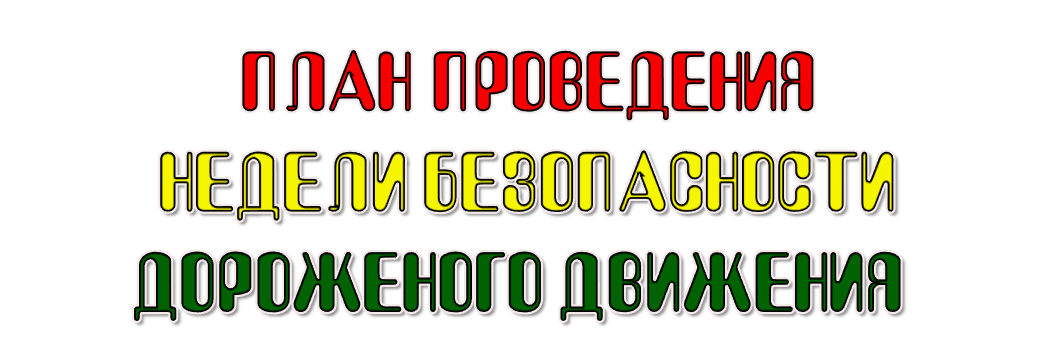 ПЛАН ПРОВЕДЕНИЯ
НЕДЕЛИ БЕЗОПАСНОСТИ
ДОРОЖЕНОГО ДВИЖЕНИЯ